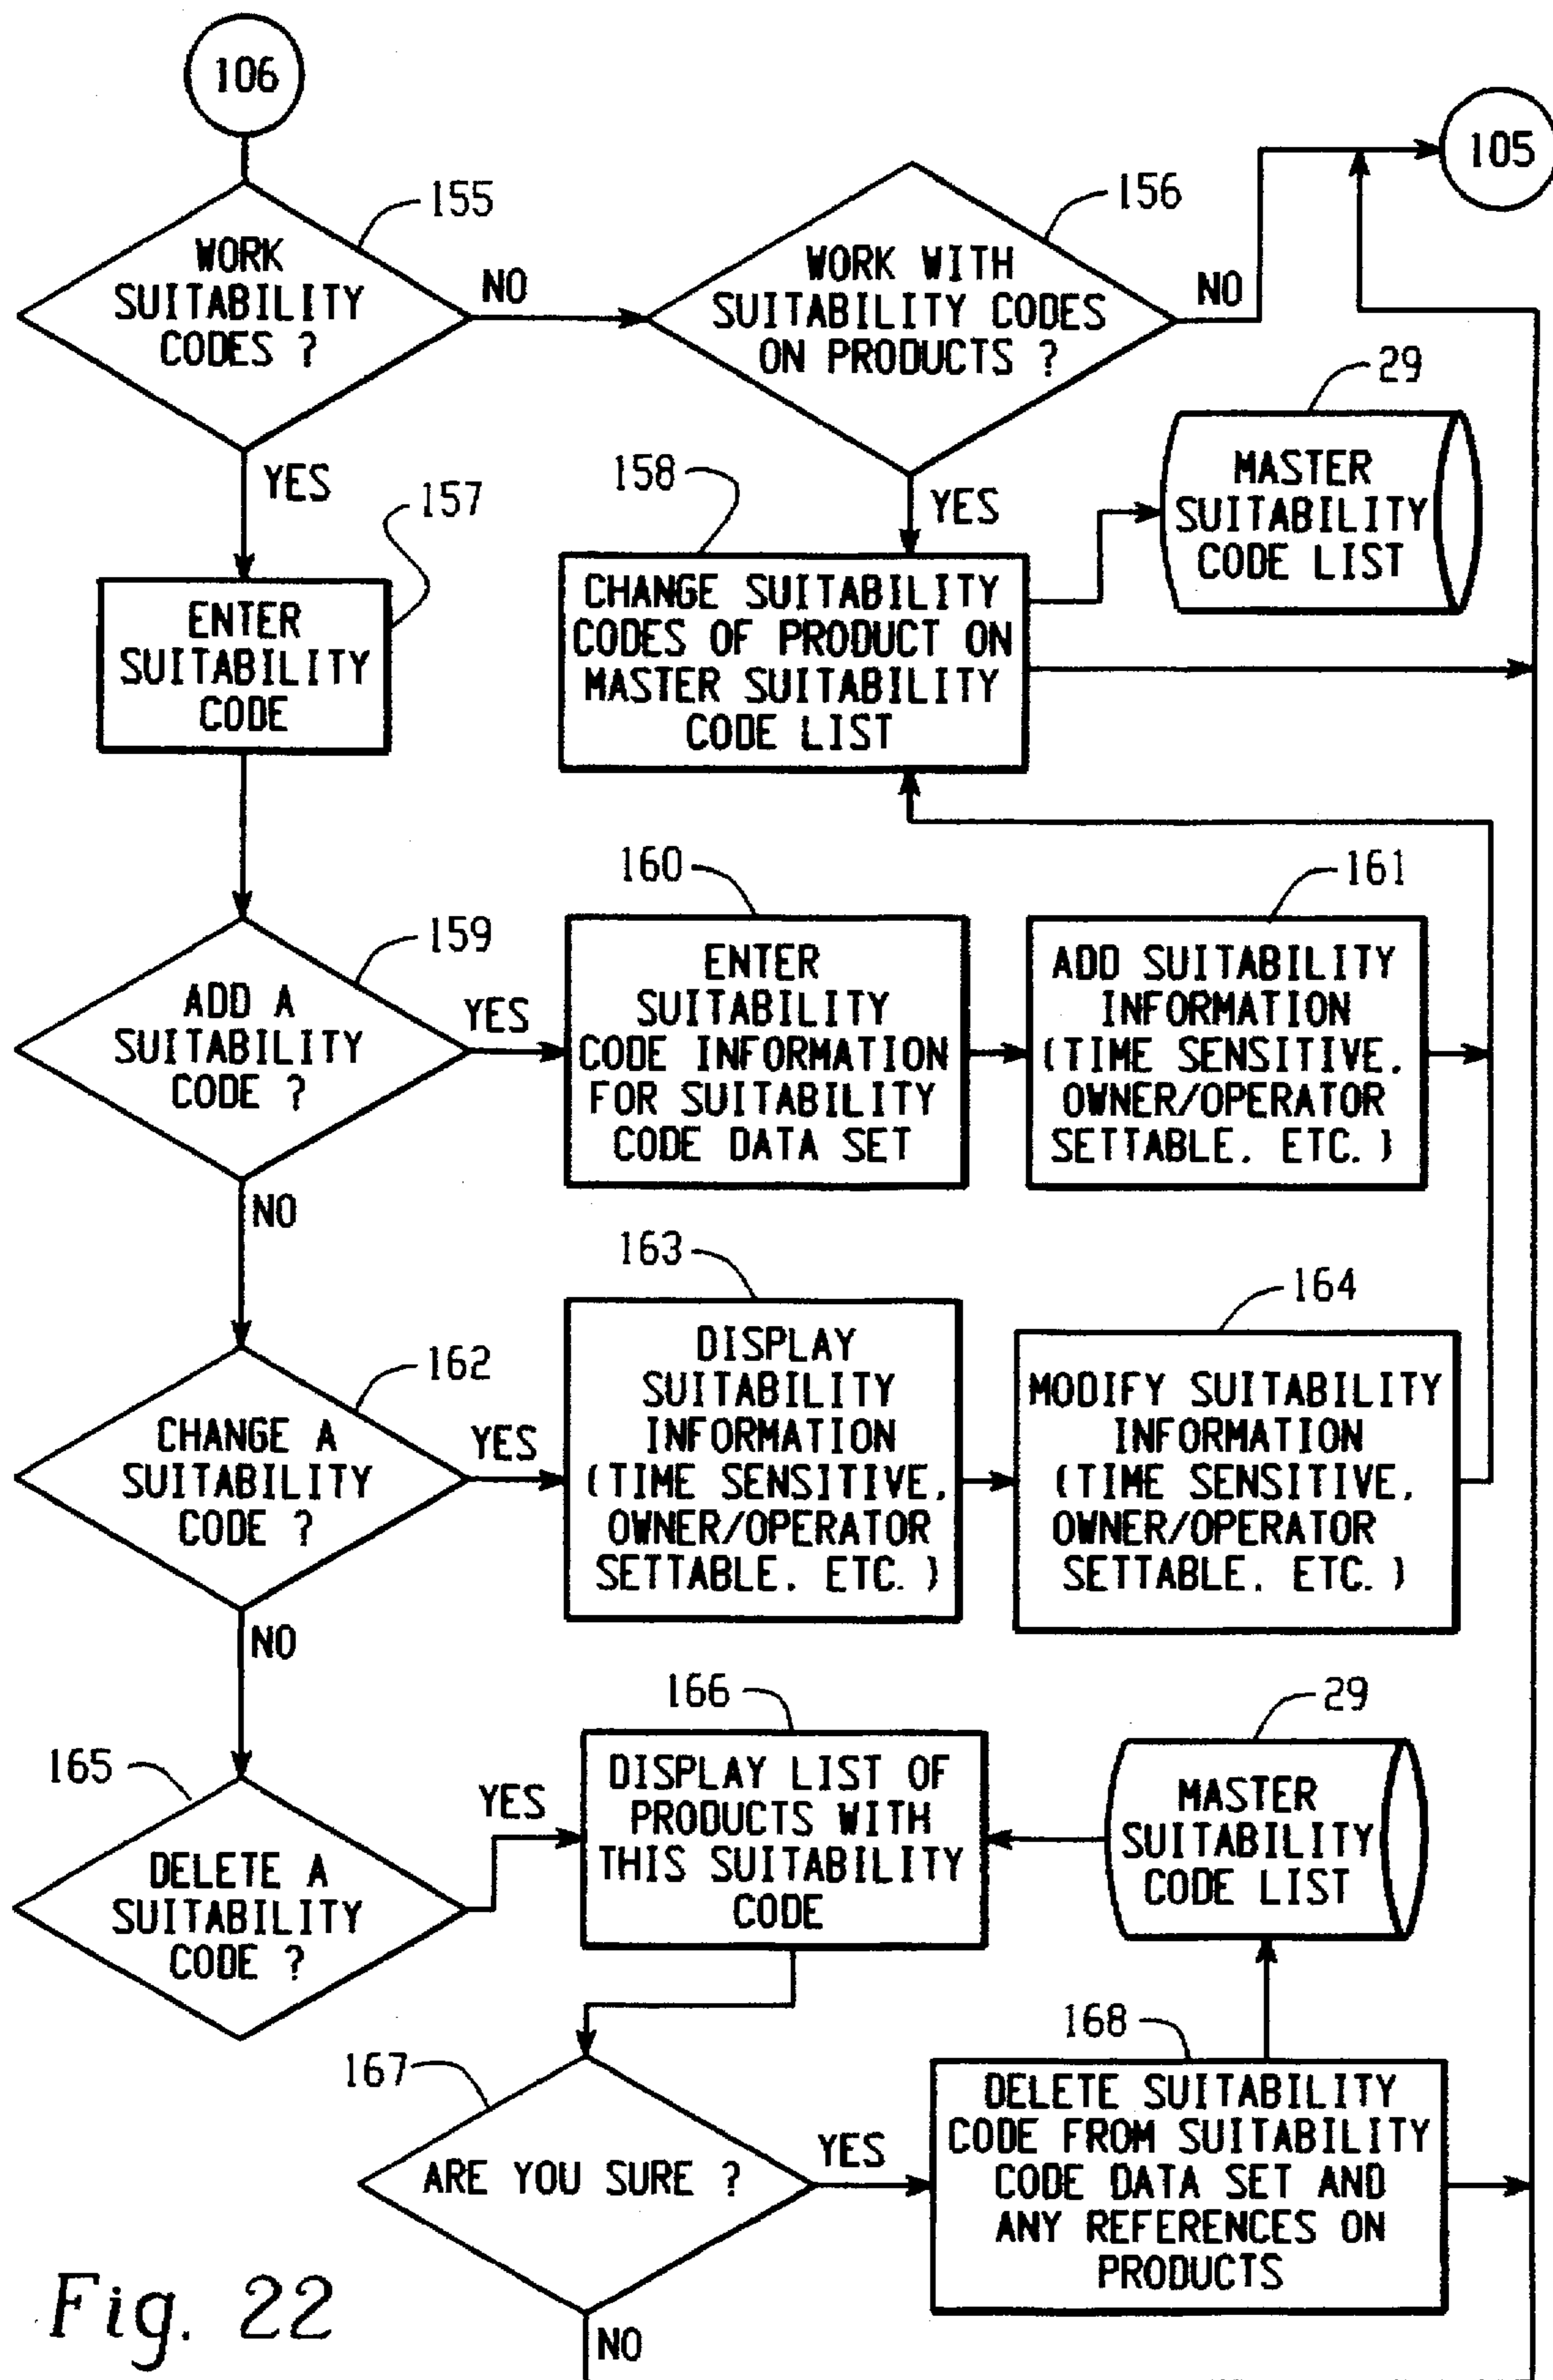 106
105
155
WORK
SUITABILITY
CODES ?
NO
156
WORK WITH
SUITABILITY CODES
ON PRODUCTS ?
NO
YES
157
ENTER
SUITABILITY
CODE
YES
158
CHANGE SUITABILITY
CODES OF PRODUCT ON
MASTER SUITABILITY
CODE LIST
29
MASTER
SUITABILITY
CODE LIST
159
ADD A
SUITABILITY
CODE ?
YES
160
ENTER
SUITABILITY
CODE INFORMATION
FOR SUITABILITY
CODE DATA SET
161
ADD SUITABILITY
INFORMATION
(TIME SENSITIVE,
OWNER/OPERATOR
SETTABLE, ETC.)
NO
162
CHANGE A
SUITABILITY
CODE ?
YES
163
DISPLAY
SUITABILITY
INFORMATION
(TIME SENSITIVE,
OWNER/OPERATOR
SETTABLE, ETC.)
164
MODIFY SUITABILITY
INFORMATION
(TIME SENSITIVE,
OWNER/OPERATOR
SETTABLE, ETC.)
NO
165
DELETE A
SUITABILITY
CODE ?
YES
166
DISPLAY LIST OF
PRODUCTS WITH
THIS SUITABILITY
CODE
29
MASTER
SUITABILITY
CODE LIST
167
ARE YOU SURE ?
YES
168
DELETE SUITABILITY
CODE FROM SUITABILITY
CODE DATA SET AND
ANY REFERENCES ON
PRODUCTS
NO
Fig. 22